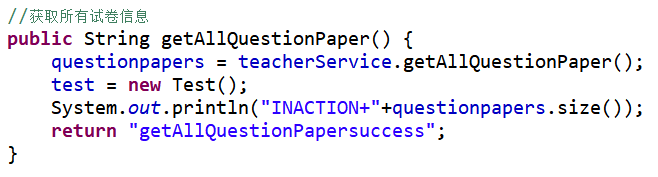 //获取所有试卷信息
public String getAllQuestionPaper() {
    questionpapers = teacherService.getAllQuestionPaper();
    test = new Test();
    System.out.println("INACTION+"+questionpapers.size());
    return "getAllQuestionPapersuccess";
}